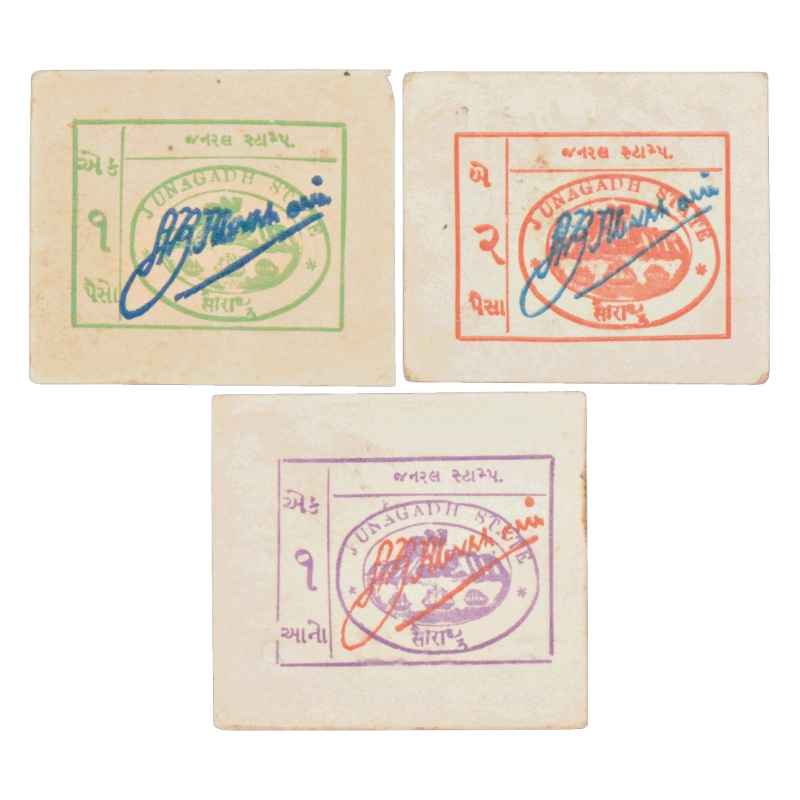 જનરલ સ્ટામ્પ.
એક
૧
પૈસા
JUNAGADH STATE
સૌરાષ્ટ્ર
જનરલ સ્ટામ્પ.
બે
૨
પૈસા
JUNAGADH STATE
સૌરાષ્ટ્ર
જનરલ સ્ટામ્પ.
એક
૧
આનો
JUNAGADH STATE
સૌરાષ્ટ્ર